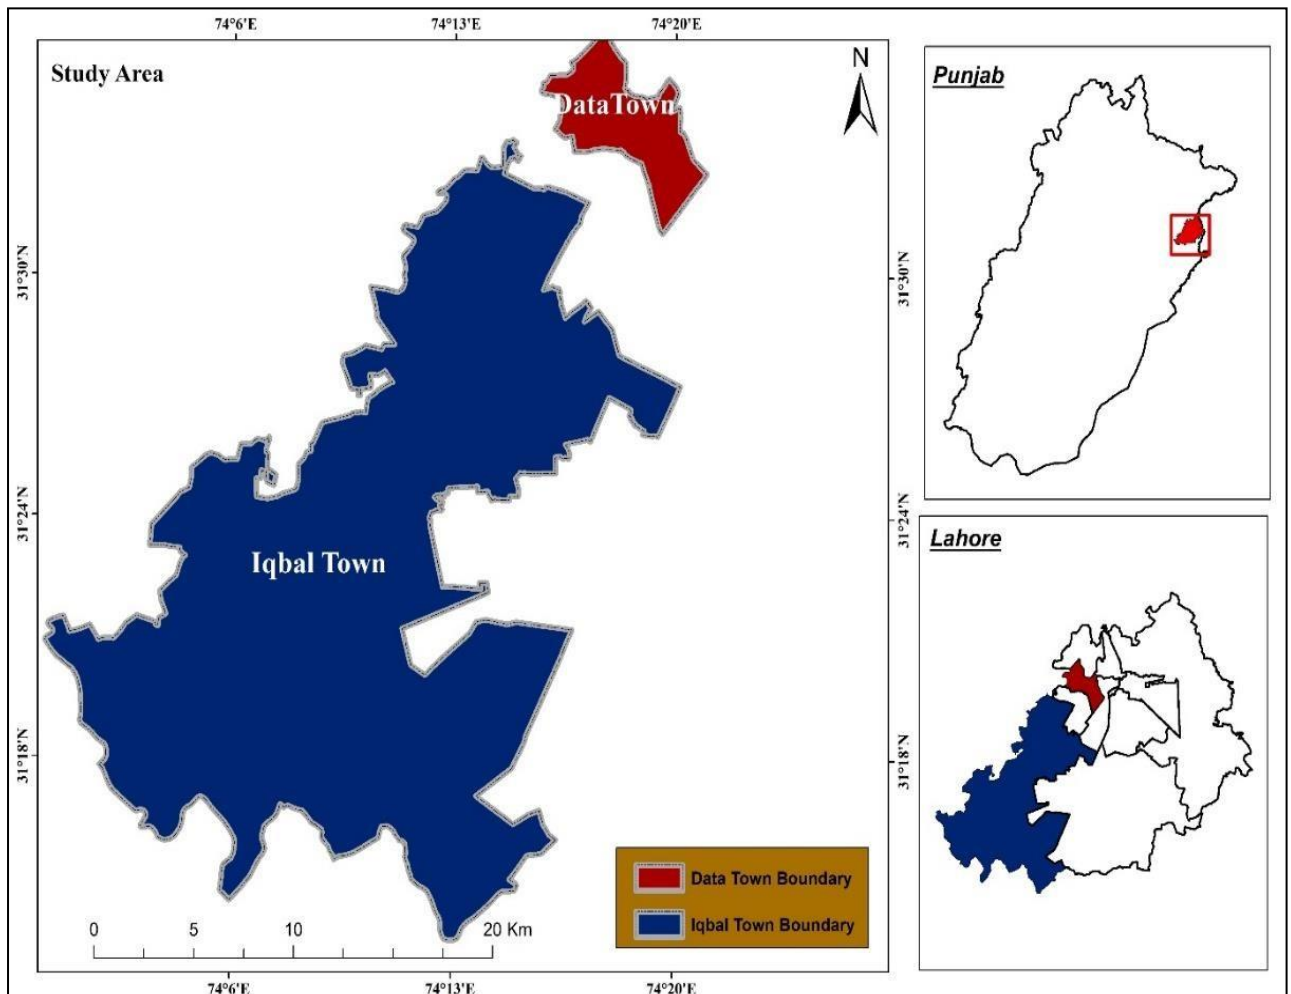 74°6'E 74°13'E 74°20'E
Study Area
N
Data Town
Iqbal Town
31°30'N
31°24'N
31°18'N
31°30'N
31°24'N
31°18'N
0 5 10 20 Km
Data Town Boundary
Iqbal Town Boundary
74°6'E 74°13'E 74°20'E
Punjab
Lahore